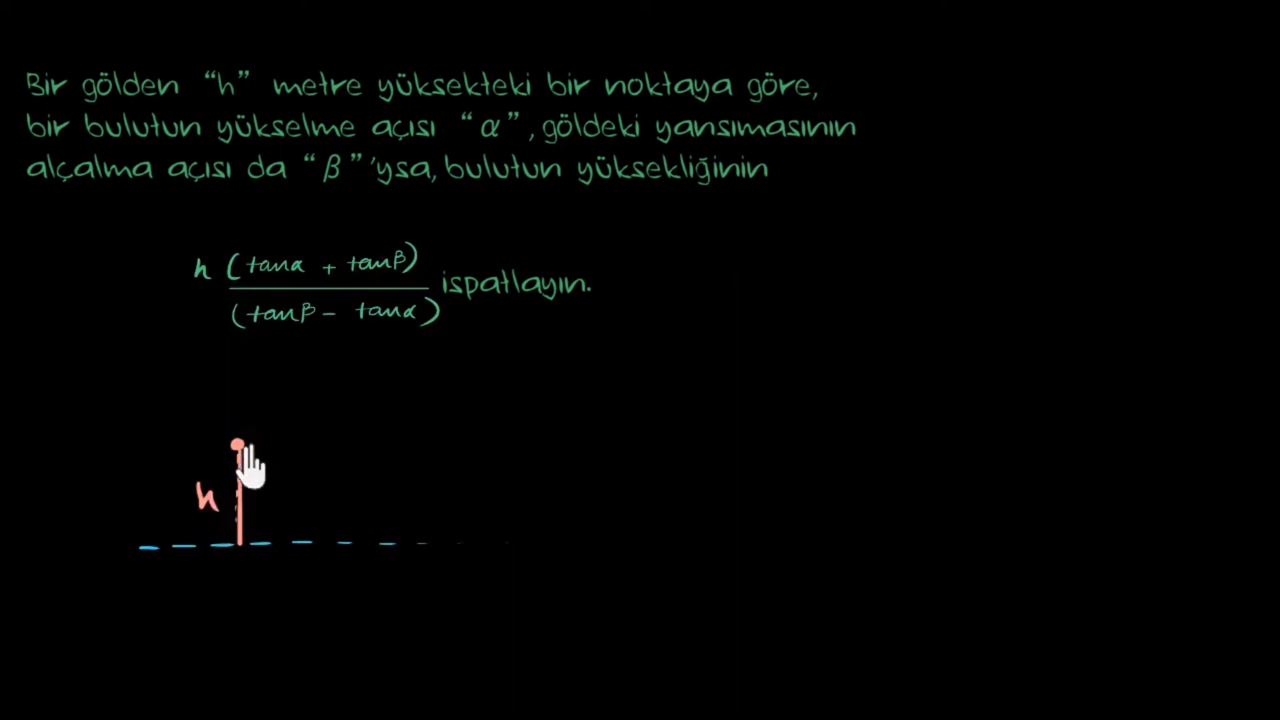 Bir gölden “h” metre yüksekteki bir noktaya göre,
bir bulutun yükselme açısı “α”, göldeki yansımasının
alçalma açısı da “β”'ysa, bulutun yüksekliğinin
h (tanα + tanβ)
(tanβ - tanα) ispatlayın.
h